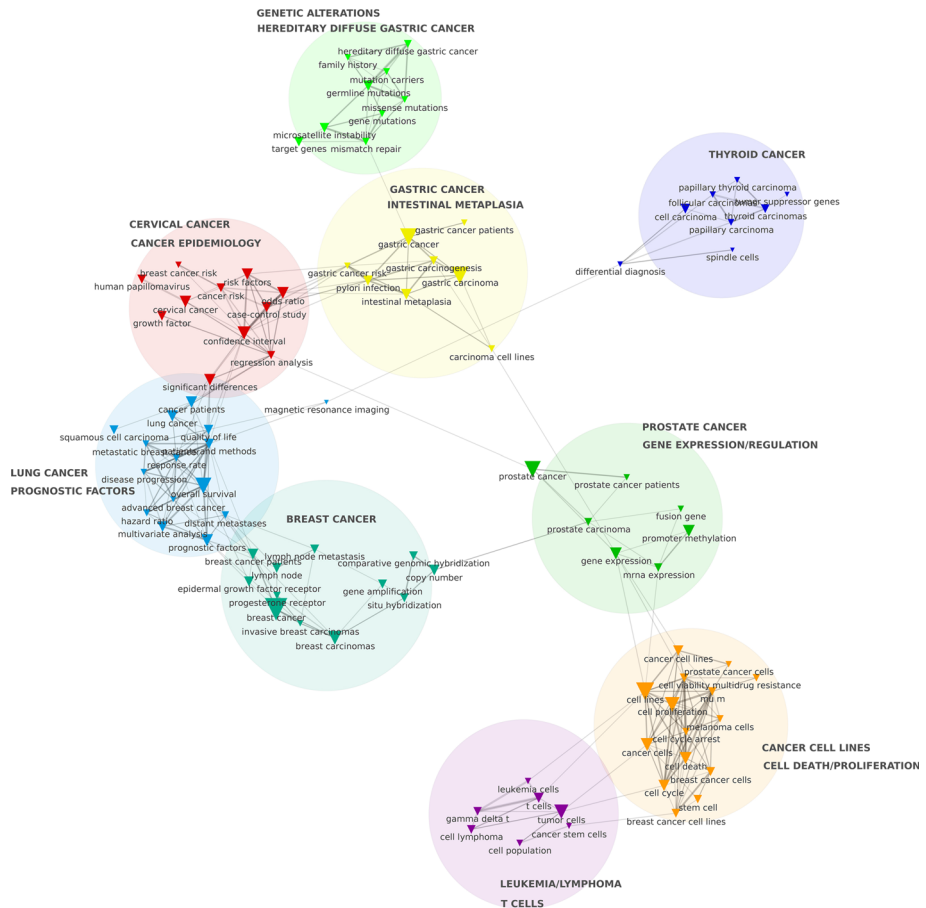 GENETIC ALTERATIONS
HEREDITARY DIFFUSE GASTRIC CANCER
hereditary diffuse gastric cancer
family history
mutation carriers
germline mutations
missense mutations
gene mutations
microsatellite instability
target genes
mismatch repair
THYROID CANCER
papillary thyroid carcinoma
tumor suppressor genes
follicular carcinomas
cell carcinoma
thyroid carcinomas
papillary carcinoma
spindle cells
differential diagnosis
GASTRIC CANCER
INTESTINAL METAPLASIA
gastric cancer patients
gastric cancer
gastric carcinogenesis
gastric cancer risk
gastric carcinoma
pylori infection
intestinal metaplasia
carcinoma cell lines
CERVICAL CANCER
CANCER EPIDEMIOLOGY
breast cancer risk
risk factors
human papillomavirus
cancer risk
odds ratio
cervical cancer
case-control study
growth factor
confidence interval
regression analysis
significant differences
cancer patients
magnetic resonance imaging
lung cancer
squamous cell carcinoma
quality of life
metastatic breast cancer
patients and methods
response rate
LUNG CANCER
PROGNOSTIC FACTORS
disease progression
overall survival
advanced breast cancer
hazard ratio
distant metastases
multivariate analysis
prognostic factors
PROSTATE CANCER
GENE EXPRESSION/REGULATION
prostate cancer
prostate cancer patients
fusion gene
prostate carcinoma
promoter methylation
gene expression
mrna expression
BREAST CANCER
lymph node metastasis
breast cancer patients
comparative genomic hybridization
lymph node
copy number
epidermal growth factor receptor
gene amplification
progesterone receptor
situ hybridization
breast cancer
invasive breast carcinomas
breast carcinomas
cancer cell lines
prostate cancer cells
cell viability
multidrug resistance
cell lines
mu m
cell proliferation
melanoma cells
cell cycle arrest
cancer cells
CANCER CELL LINES
CELL DEATH/PROLIFERATION
cell death
breast cancer cells
cell cycle
stem cell
breast cancer cell lines
leukemia cells
t cells
gamma delta t
tumor cells
cell lymphoma
cancer stem cells
cell population
LEUKEMIA/LYMPHOMA
T CELLS